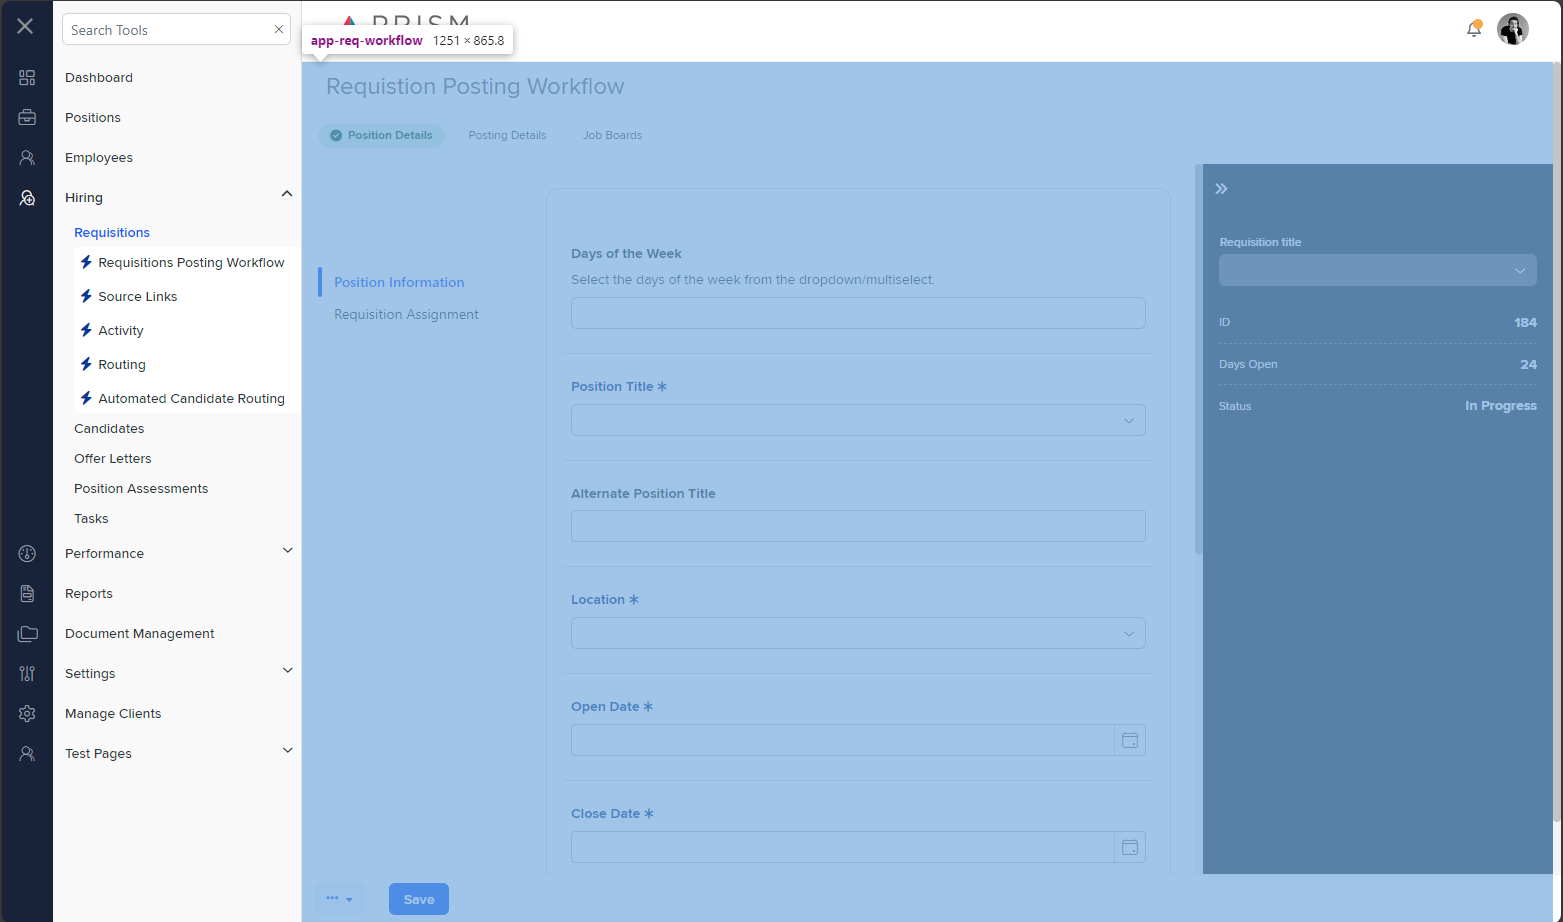 Search Tools
PRISM
app-req-workflow 1251 × 865.8
Dashboard
Positions
Employees
Hiring
Requisitions
Requisitions Posting Workflow
Source Links
Activity
Routing
Automated Candidate Routing
Candidates
Offer Letters
Position Assessments
Tasks
Performance
Reports
Document Management
Settings
Manage Clients
Test Pages
Requistion Posting Workflow
Position Details
Posting Details
Job Boards
Position Information
Requisition Assignment
Days of the Week
Select the days of the week from the dropdown/multiselect.
Position Title *
Alternate Position Title
Location *
Open Date *
Close Date *
Requisition title
ID 184
Days Open 24
Status In Progress
... Save